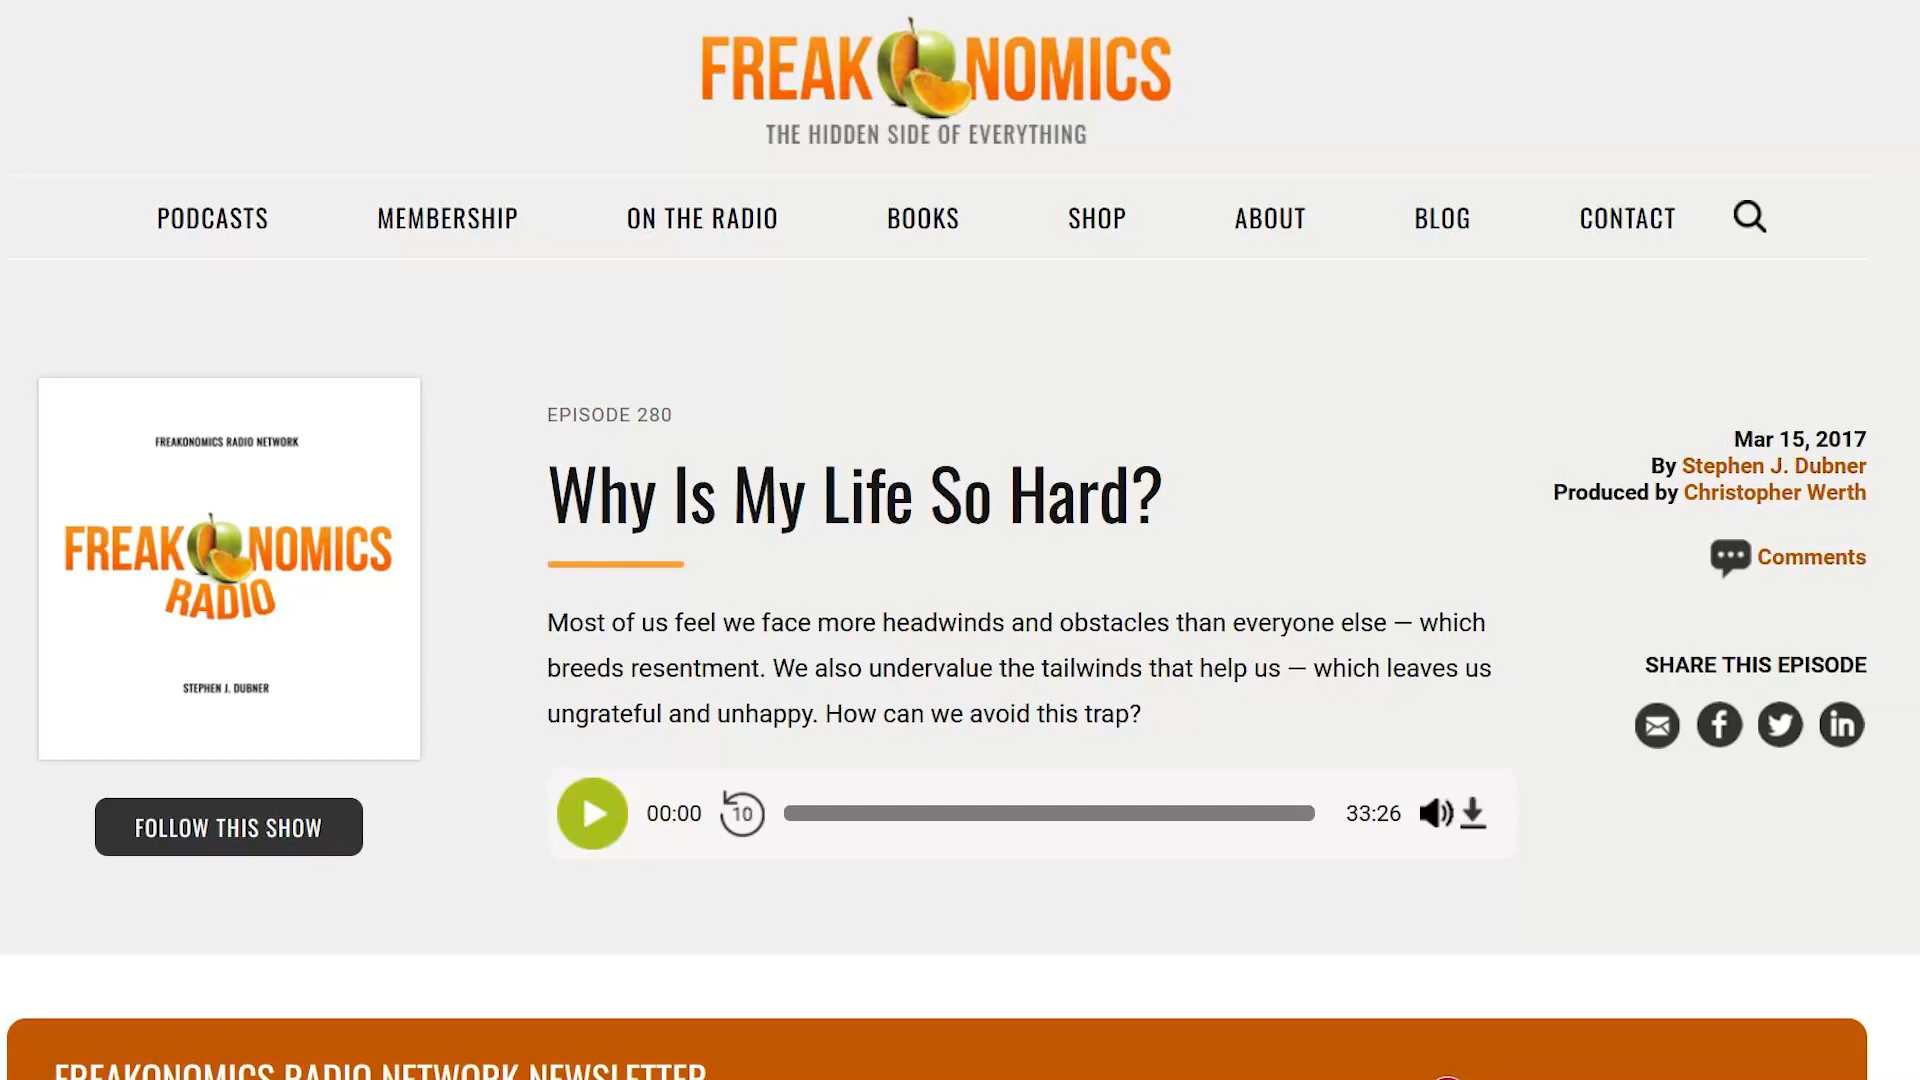 FREAKONOMICS
THE HIDDEN SIDE OF EVERYTHING
PODCASTS MEMBERSHIP ON THE RADIO BOOKS SHOP ABOUT BLOG CONTACT
FREAKONOMICS RADIO NETWORK
FREAKONOMICS
RADIO
STEPHEN J. DUBNER
FOLLOW THIS SHOW
EPISODE 280
Why Is My Life So Hard?
Most of us feel we face more headwinds and obstacles than everyone else — which
breeds resentment. We also undervalue the tailwinds that help us — which leaves us
ungrateful and unhappy. How can we avoid this trap?
00:00 10 33:26
Mar 15, 2017
By Stephen J. Dubner
Produced by Christopher Werth
Comments
SHARE THIS EPISODE
FREAKONOMICS RADIO NETWORK NEWSLETTER